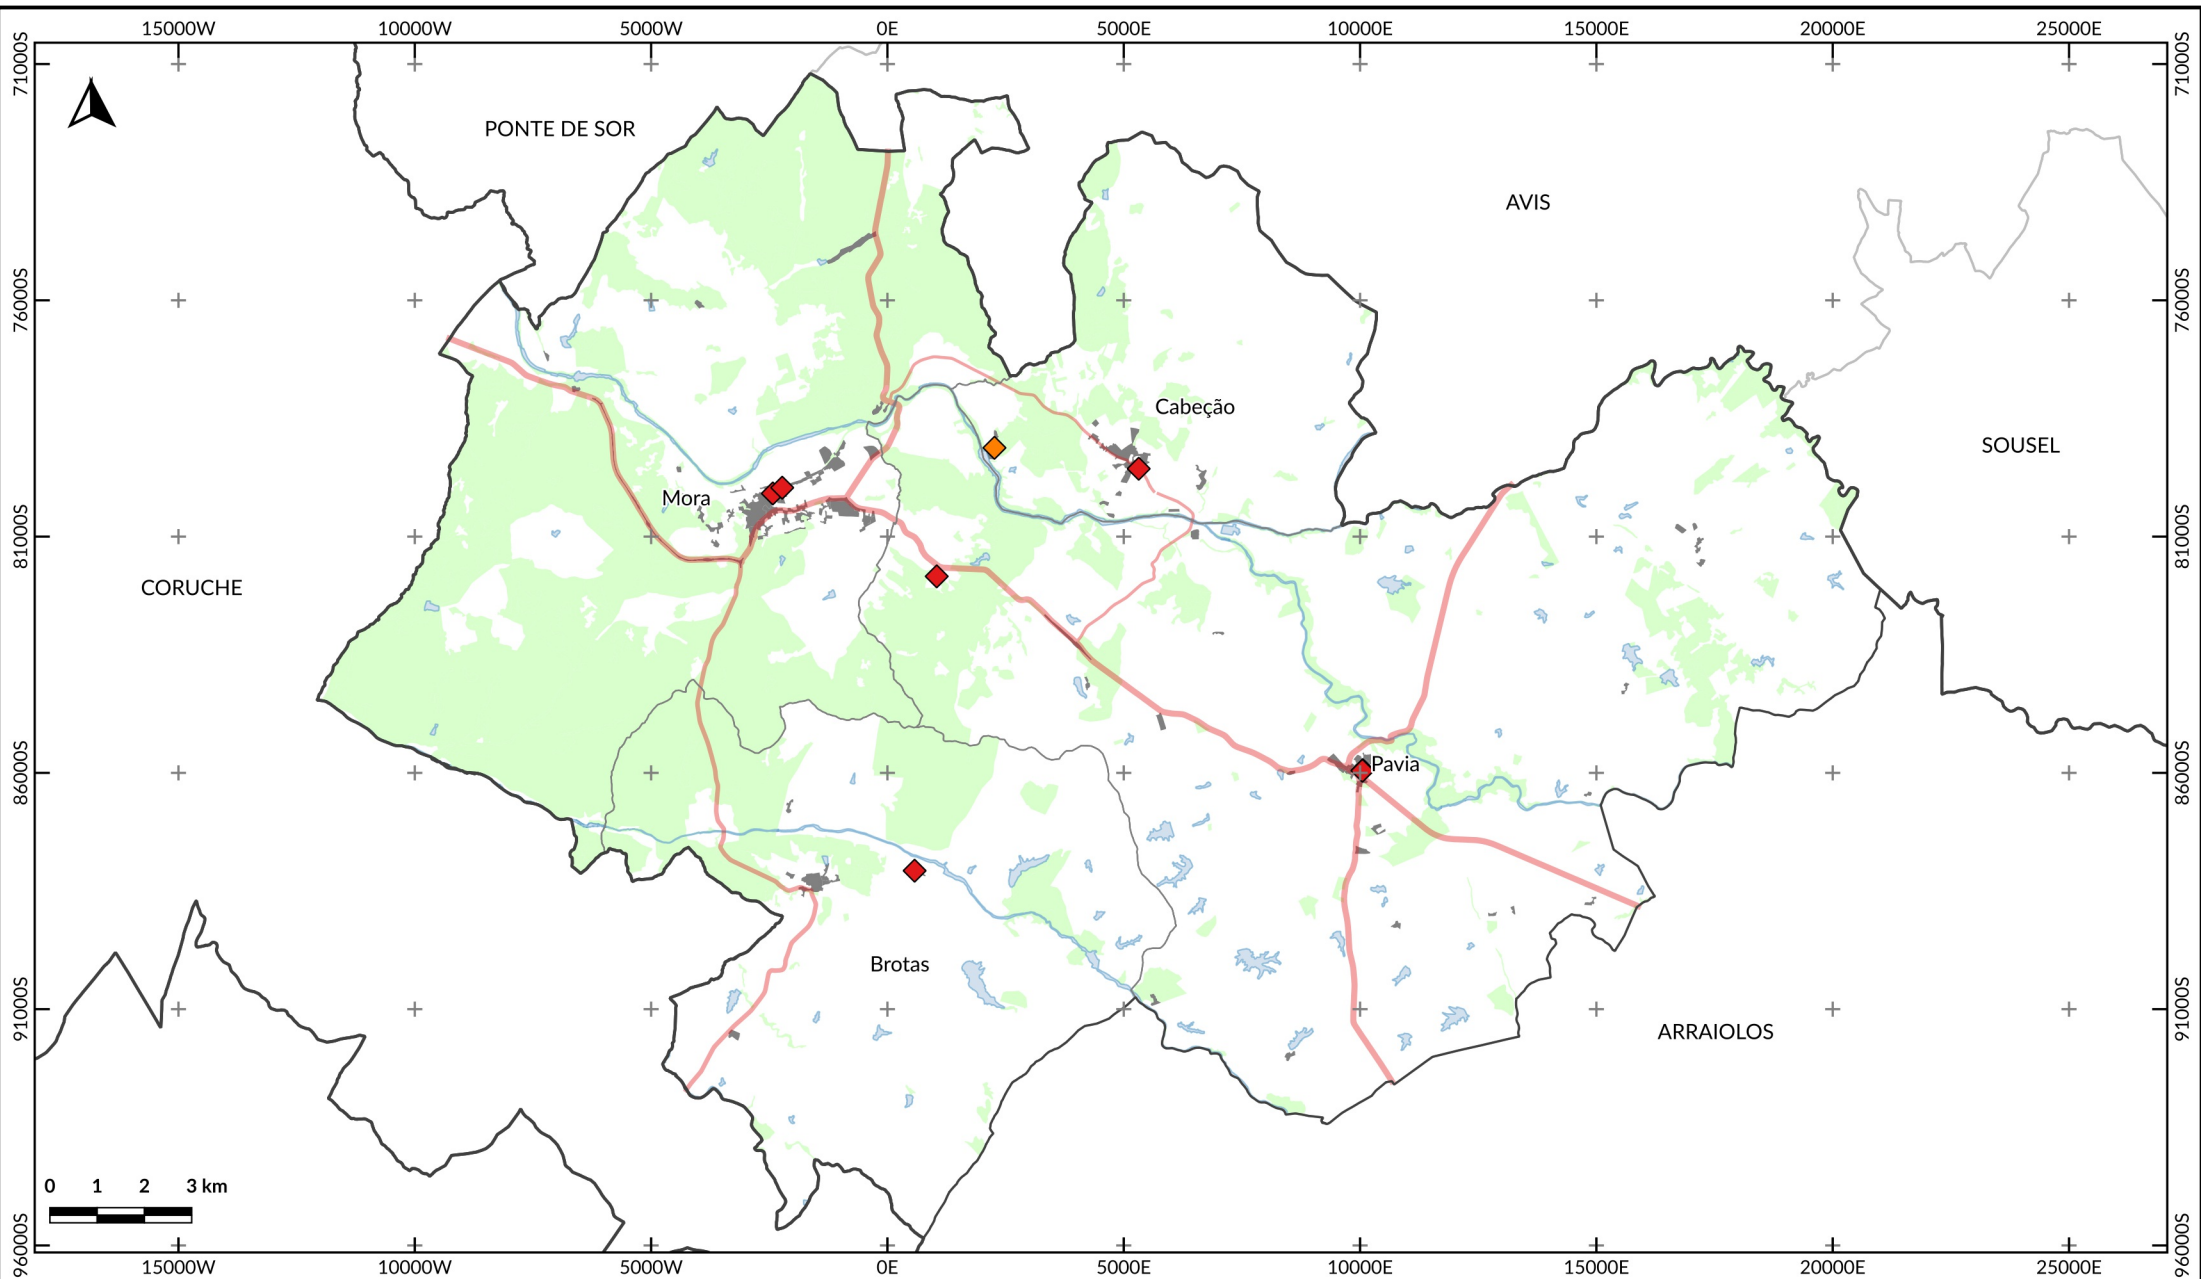 15000W 10000W 5000W 0E 5000E 10000E 15000E 20000E 25000E
71000S 71000S
PONTE DE SOR
AVIS
76000S 76000S
Cabeção
SOUSEL
Mora
81000S 81000S
CORUCHE
Pavia
86000S 86000S
Brotas
91000S 91000S
ARRAIOLOS
0 1 2 3 km
96000S 96000S
15000W 10000W 5000W 0E 5000E 10000E 15000E 20000E 25000E